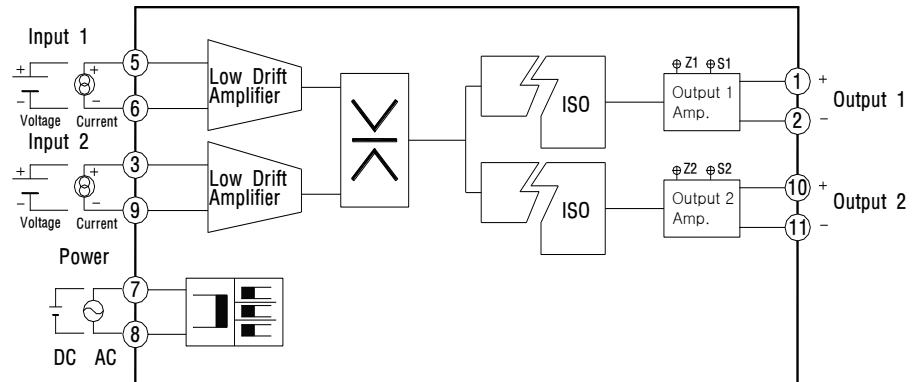 Input 1
+
−
Voltage
+
−
Current
5
6
Low Drift
Amplifier
Input 2
+
−
Voltage
+
−
Current
3
9
Low Drift
Amplifier
ISO
Z1 S1
Output 1
Amp.
1 +
2 −
Output 1
ISO
Z2 S2
Output 2
Amp.
10 +
11 −
Output 2
Power
7
8
DC AC